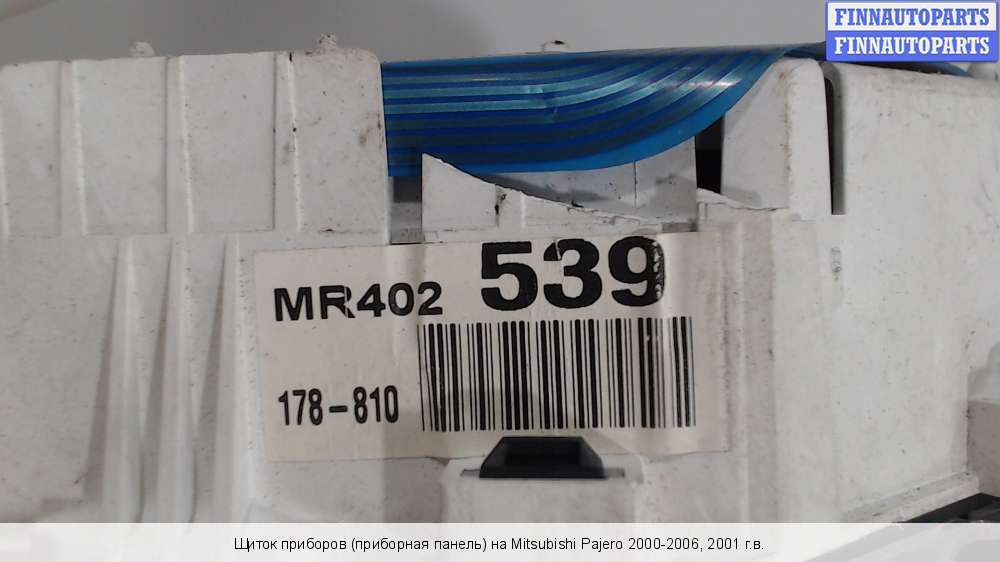 FINNAUTOPARTS
FINNAUTOPARTS
MR402 539
178-810
Щиток приборов (приборная панель) на Mitsubishi Pajero 2000-2006, 2001 г.в.